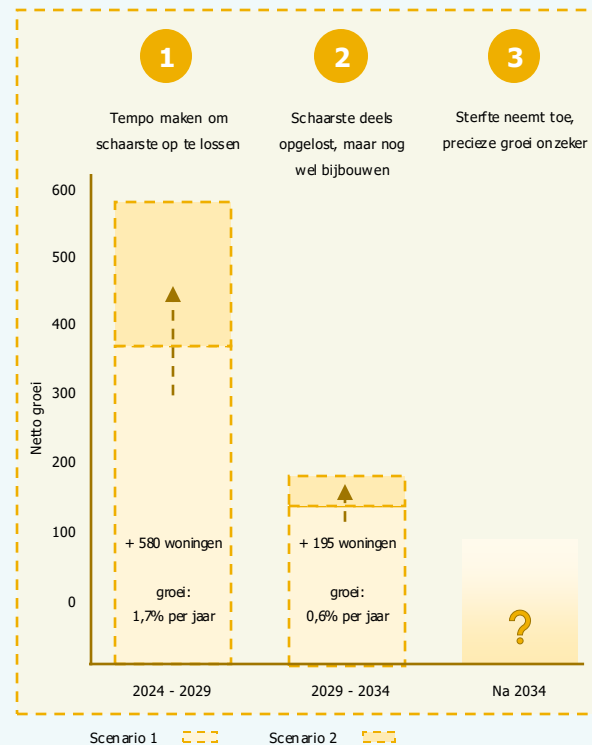 1
2
3
Tempo maken om
schaarste op te lossen
Schaarste deels
opgelost, maar nog
wel bijbouwen
Sterfte neemt toe,
precieze groei onzeker
Netto groei
600
500
400
300
200
100
0
+ 580 woningen
groei:
1,7% per jaar
+ 195 woningen
groei:
0,6% per jaar
?
2024 - 2029
2029 - 2034
Na 2034
Scenario 1
Scenario 2